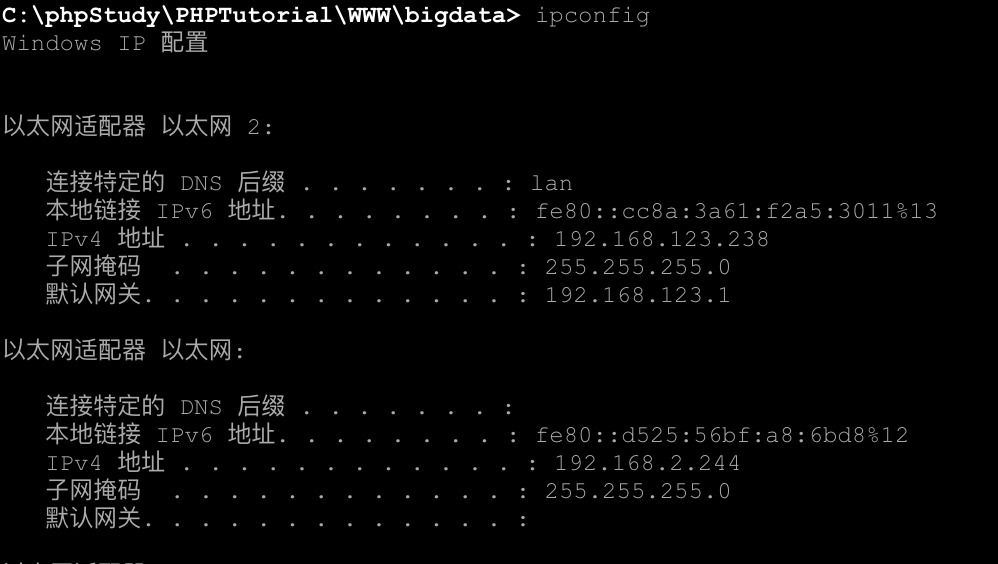 C:\phpStudy\PHPTutorial\WWW\bigdata> ipconfig
Windows IP 配置
以太网适配器 以太网 2:
连接特定的 DNS 后缀 . . . . . . . : lan
本地链接 IPv6 地址. . . . . . . . : fe80::cc8a:3a61:f2a5:3011%13
IPv4 地址 . . . . . . . . . . . . : 192.168.123.238
子网掩码  . . . . . . . . . . . . : 255.255.255.0
默认网关. . . . . . . . . . . . . : 192.168.123.1
以太网适配器 以太网:
连接特定的 DNS 后缀 . . . . . . . :
本地链接 IPv6 地址. . . . . . . . : fe80::d525:56bf:a8:6bd8%12
IPv4 地址 . . . . . . . . . . . . : 192.168.2.244
子网掩码  . . . . . . . . . . . . : 255.255.255.0
默认网关. . . . . . . . . . . . . :